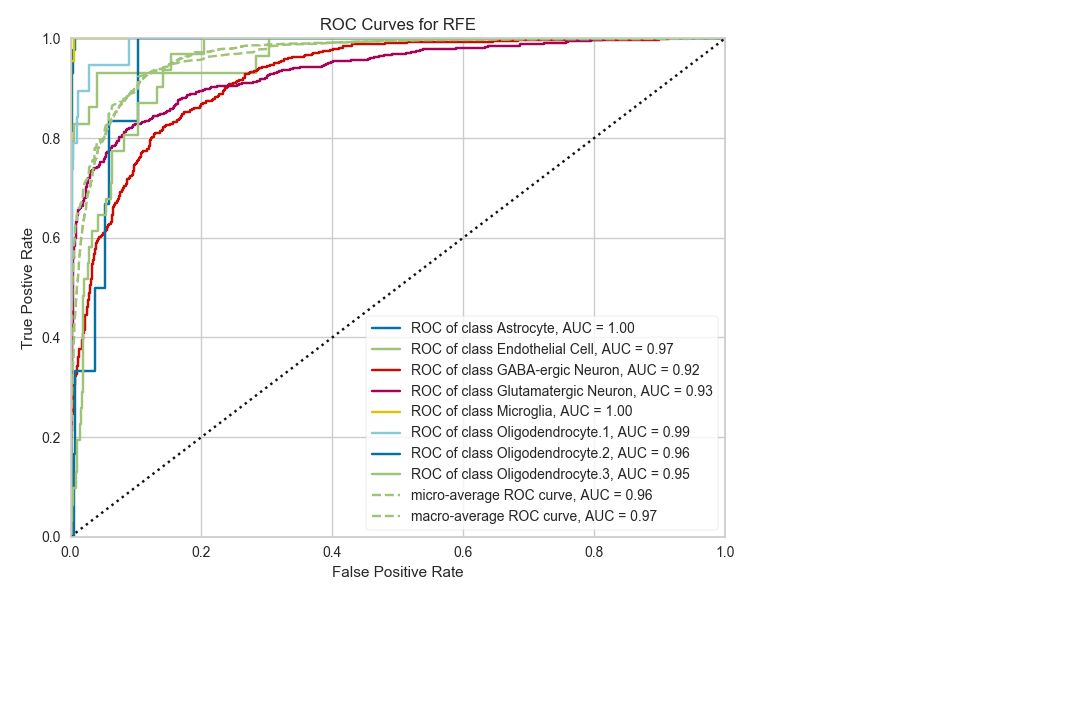 ROC Curves for RFE
1.0
0.8
0.6
0.4
0.2
0.0
True Postive Rate
ROC of class Astrocyte, AUC = 1.00
ROC of class Endothelial Cell, AUC = 0.97
ROC of class GABA-ergic Neuron, AUC = 0.92
ROC of class Glutamatergic Neuron, AUC = 0.93
ROC of class Microglia, AUC = 1.00
ROC of class Oligodendrocyte.1, AUC = 0.99
ROC of class Oligodendrocyte.2, AUC = 0.96
ROC of class Oligodendrocyte.3, AUC = 0.95
micro-average ROC curve, AUC = 0.96
macro-average ROC curve, AUC = 0.97
0.0 0.2 0.4 0.6 0.8 1.0
False Positive Rate